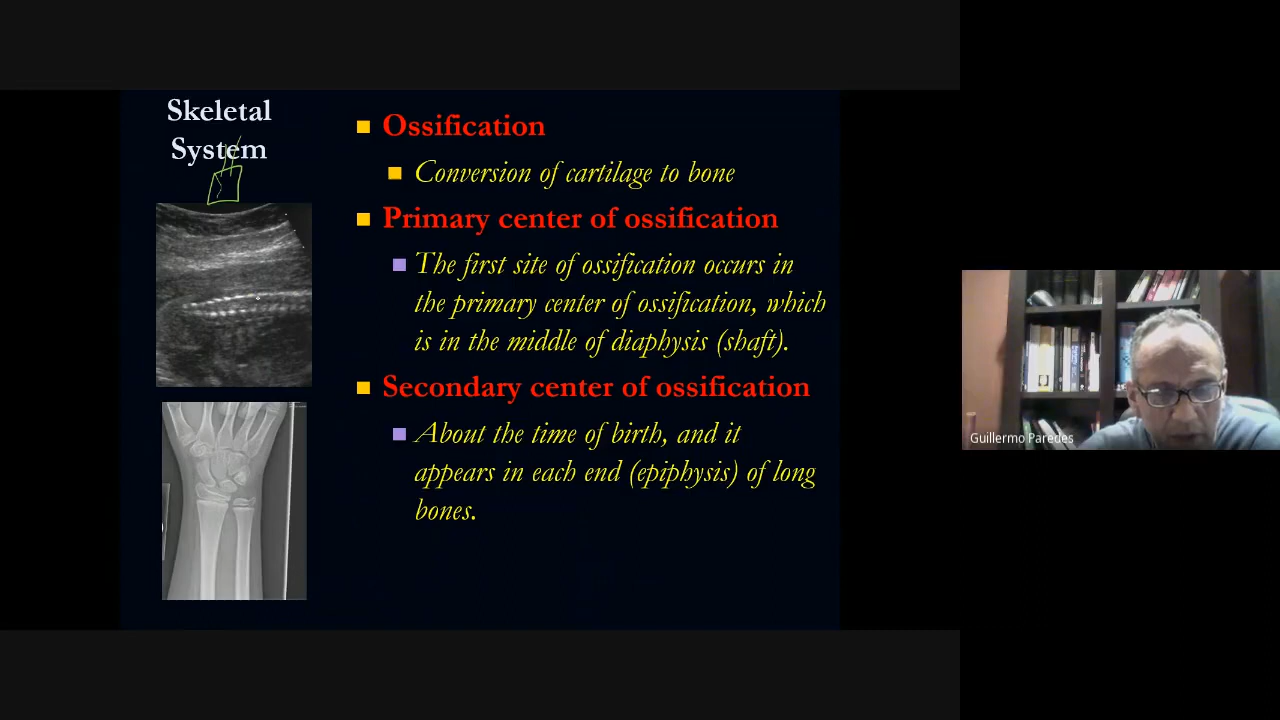 Skeletal
System
Ossification
Conversion of cartilage to bone
Primary center of ossification
The first site of ossification occurs in
the primary center of ossification, which
is in the middle of diaphysis (shaft).
Secondary center of ossification
About the time of birth, and it
appears in each end (epiphysis) of long
bones.
Guillermo Paredes